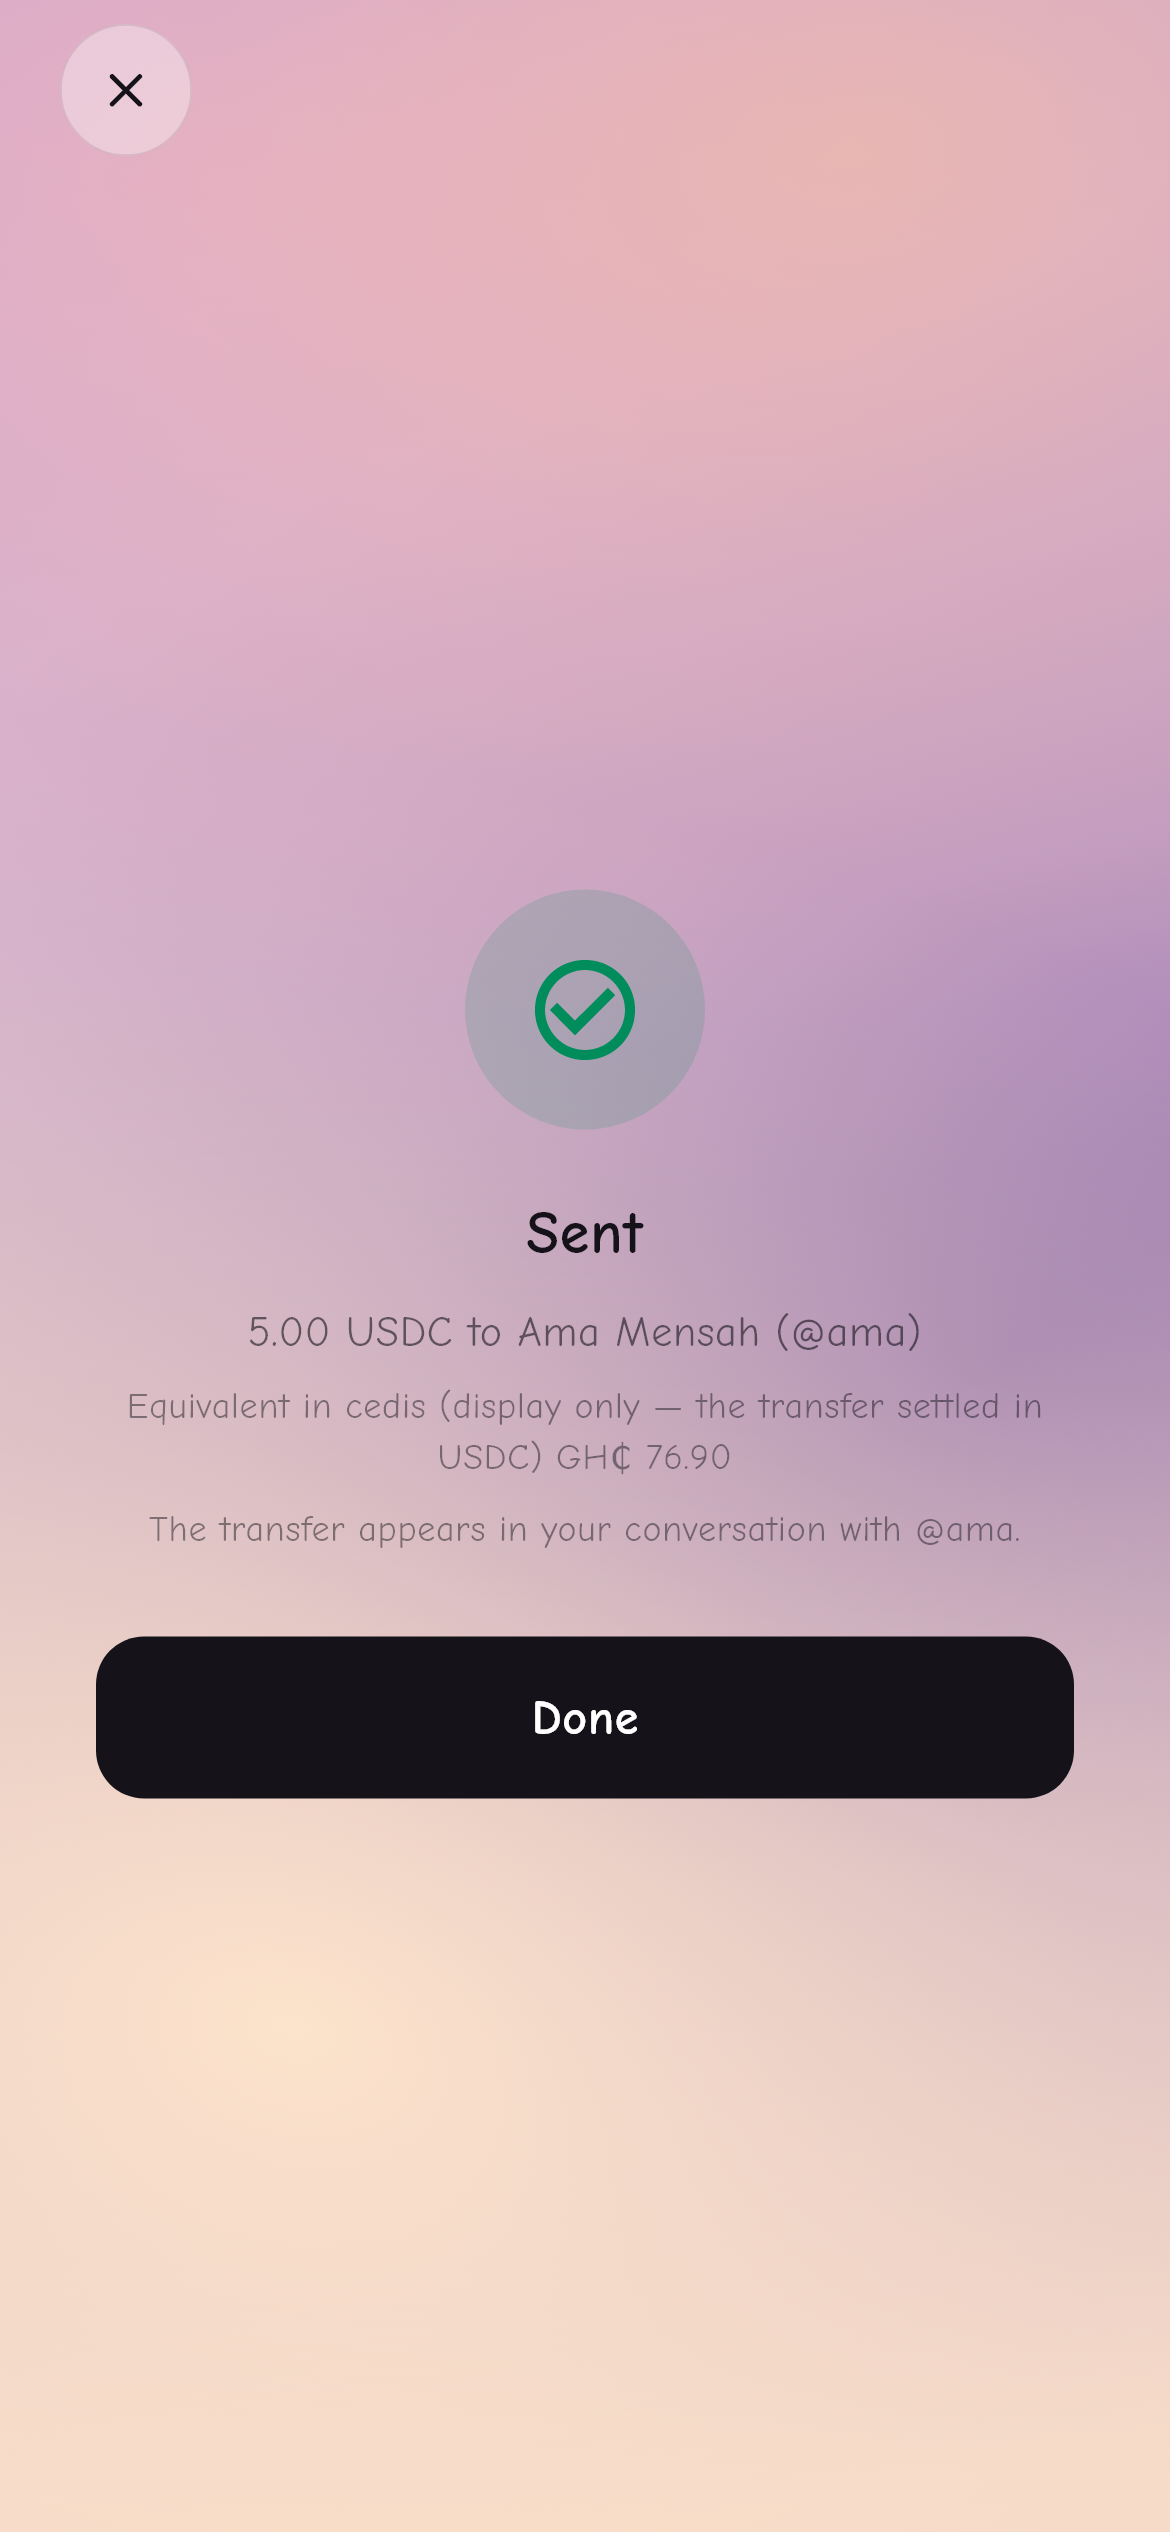 Sent
5.00 USDC to Ama Mensah (@ama)
Equivalent in cedis (display only — the transfer settled in
USDC) GH₵ 76.90
The transfer appears in your conversation with @ama.
Done